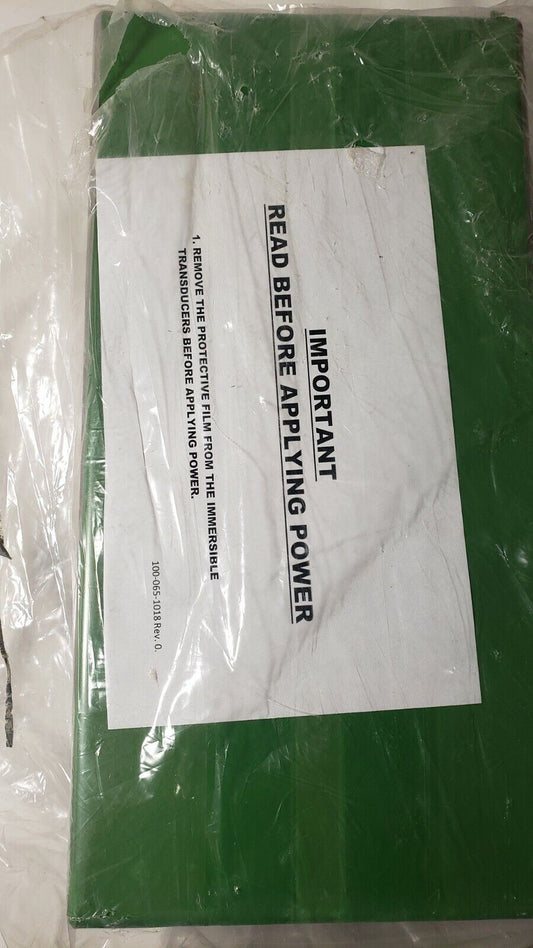 IMPORTANT
READ BEFORE APPLYING POWER
1. REMOVE THE PROTECTIVE FILM FROM THE IMMERSIBLE
TRANSDUCERS BEFORE APPLYING POWER.
100-065-1018 Rev. 0.